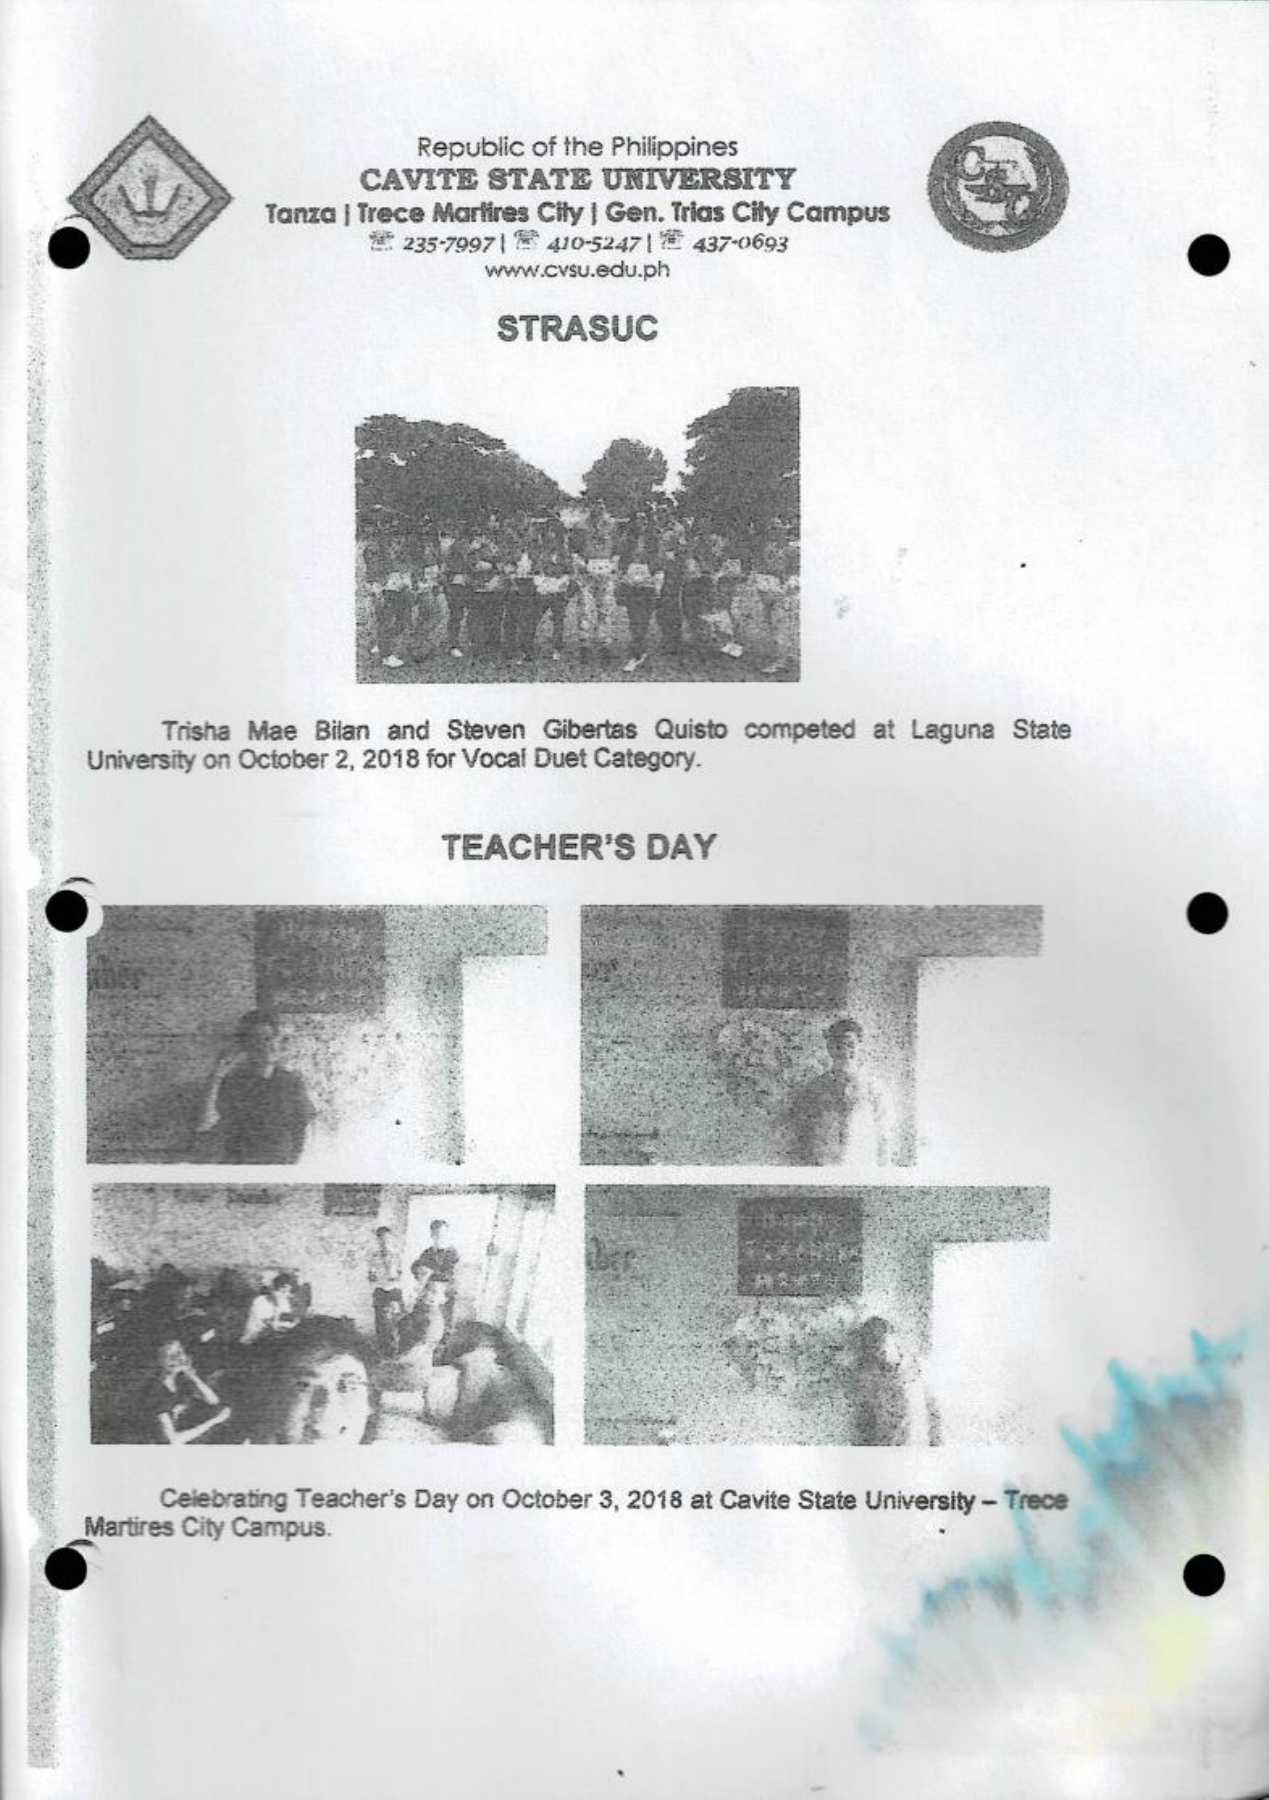 Republic of the Philippines
CAVITE STATE UNIVERSITY
Tanza | Trece Martires City | Gen. Trias City Campus
☏ 235-7997 | ☏ 410-5247 | ☏ 437-0693
www.cvsu.edu.ph
STRASUC
Trisha Mae Bilan and Steven Gibertas Quisto competed at Laguna State
University on October 2, 2018 for Vocal Duet Category.
TEACHER'S DAY
Celebrating Teacher's Day on October 3, 2018 at Cavite State University – Trece
Martires City Campus.